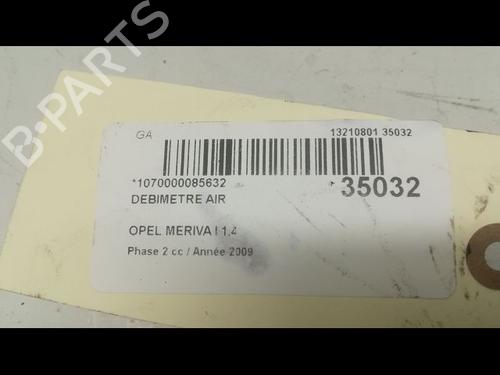 B-PARTS
GA
13210801 35032
*1070000085632
35032
DEBIMETRE AIR
OPEL MERIVA I 1.4
Phase 2 cc / Année 2009